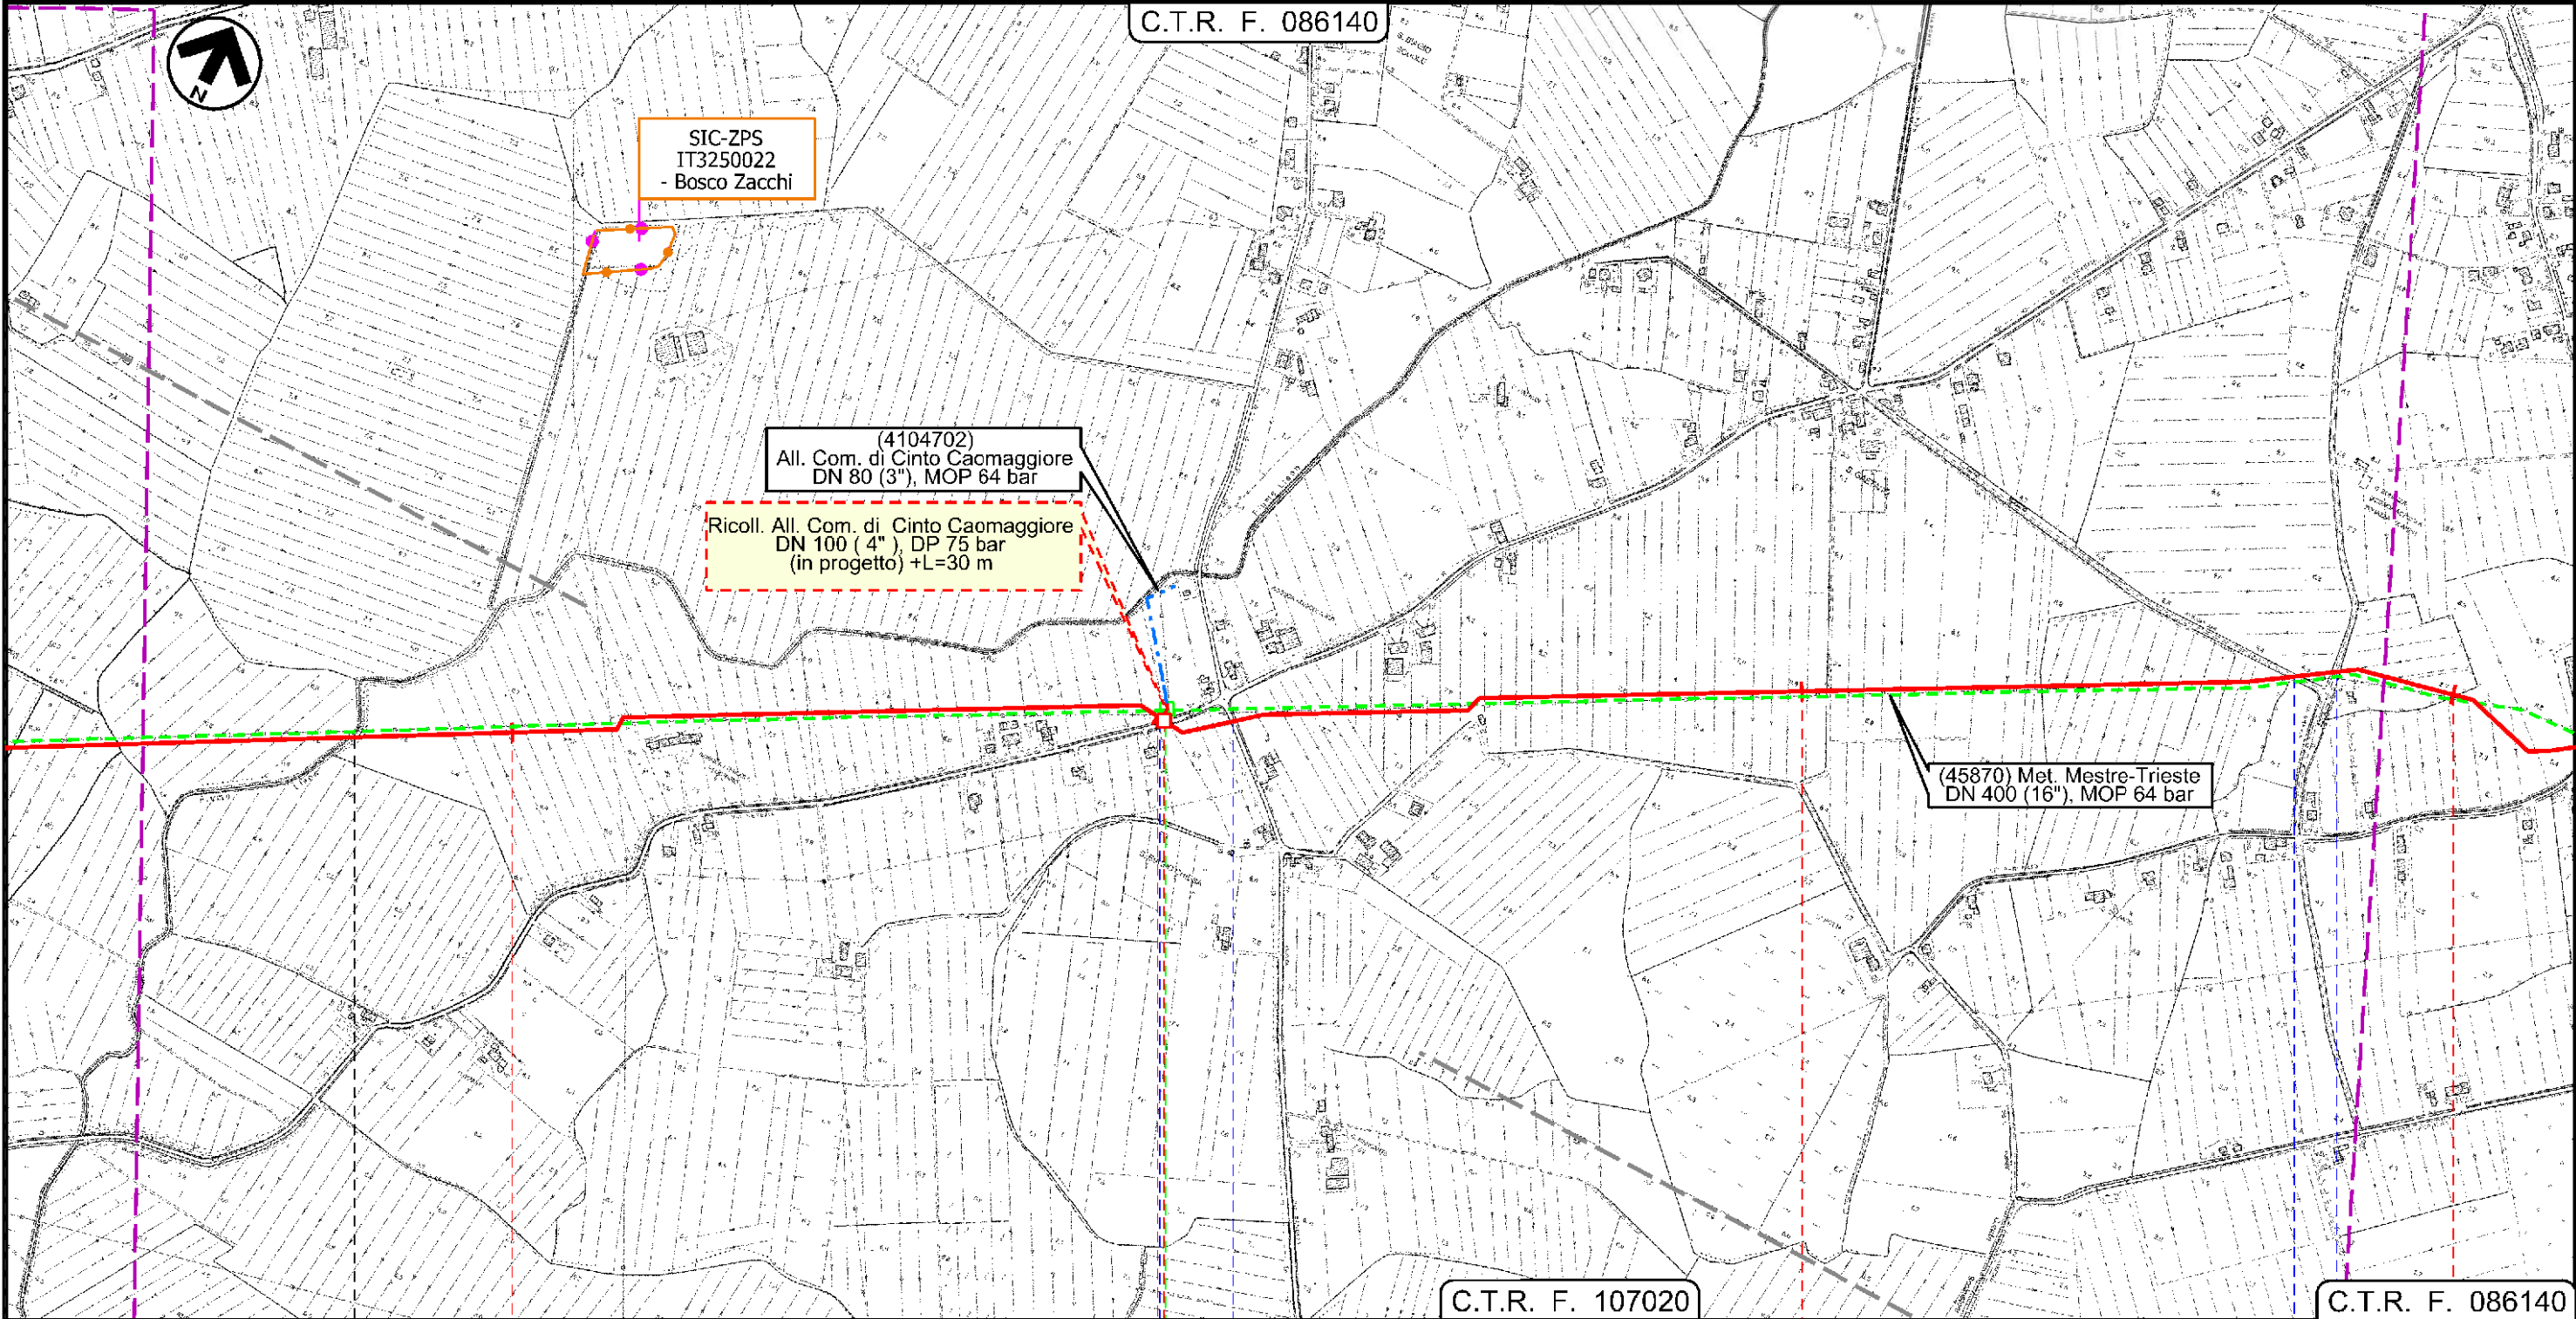 C.T.R. F. 086140
N
SIC-ZPS
IT3250022
- Bosco Zacchi
(4104702)
All. Com. di Cinto Caomaggiore
DN 80 (3"), MOP 64 bar
Ricoll. All. Com. di Cinto Caomaggiore
DN 100 ( 4" ), DP 75 bar
(in progetto) +L=30 m
(45870) Met. Mestre-Trieste
DN 400 (16"), MOP 64 bar
C.T.R. F. 107020
C.T.R. F. 086140